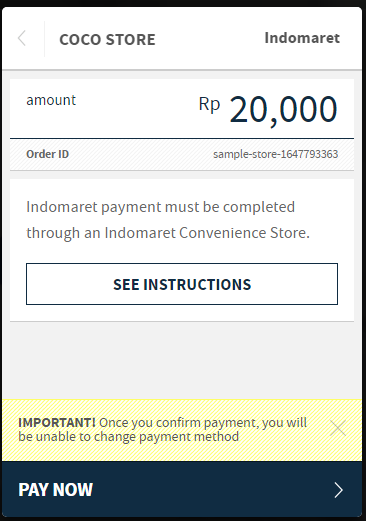 COCO STORE
Indomaret
amount
Rp 20,000
Order ID
sample-store-1647793363
Indomaret payment must be completed
through an Indomaret Convenience Store.
SEE INSTRUCTIONS
IMPORTANT! Once you confirm payment, you will
be unable to change payment method
PAY NOW